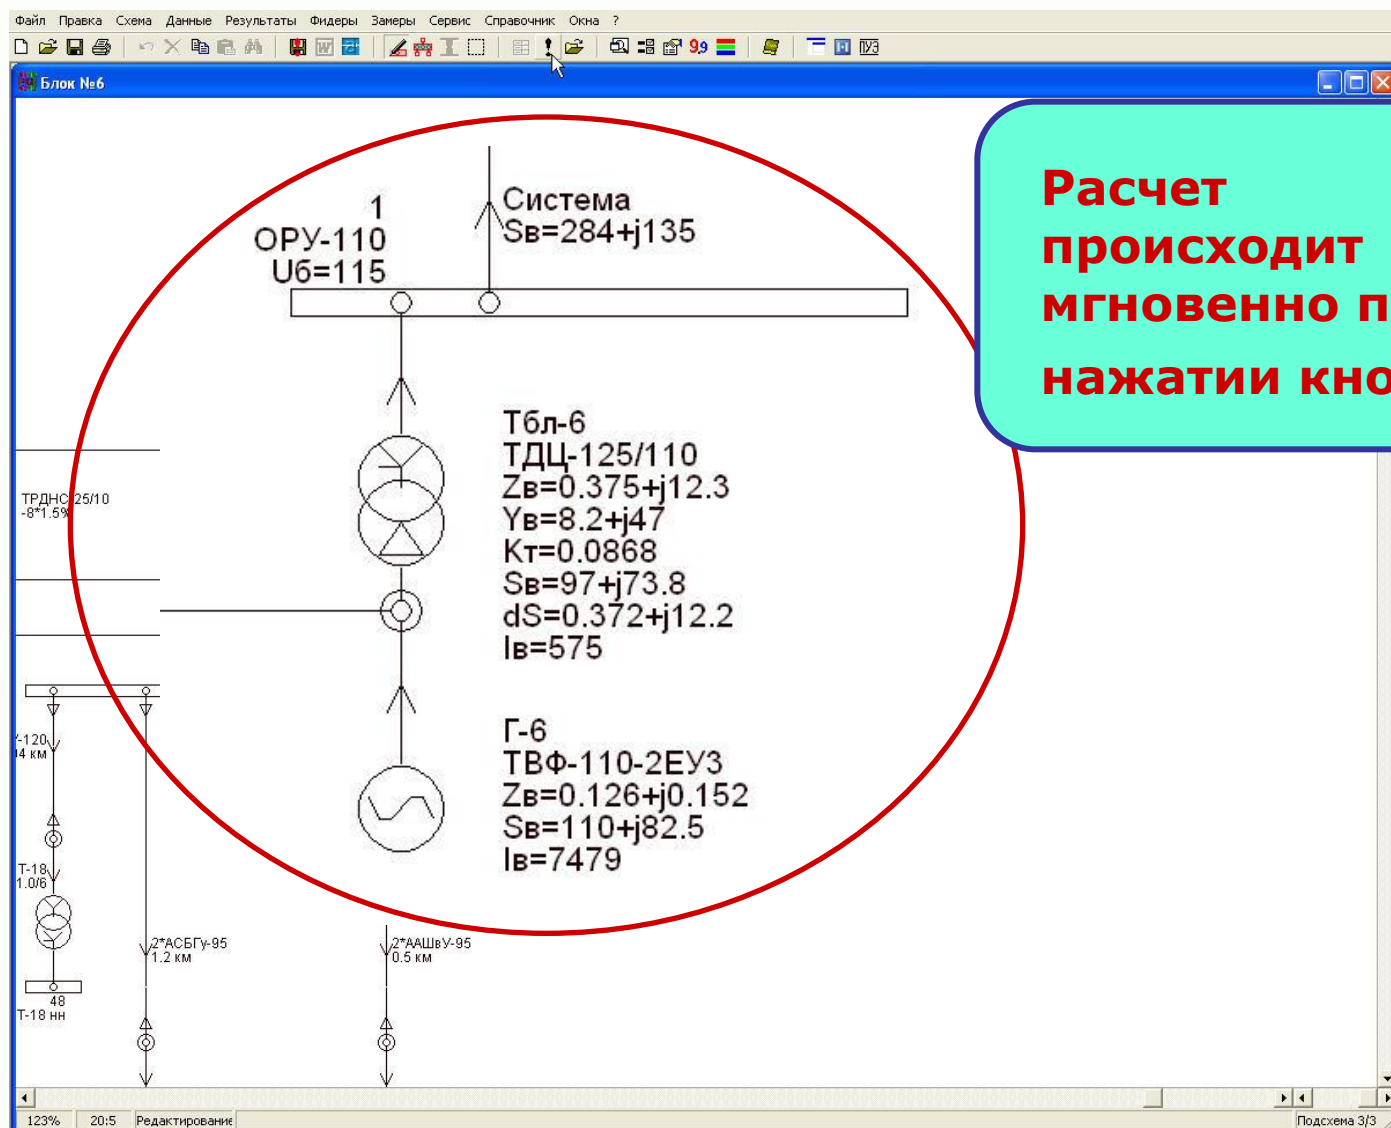 Файл Правка Схема Данные Результаты Фидеры Замеры Сервис Справочник Окна ?
9,9
ПУЭ
Блок №6
Расчет
происходит
мгновенно п
нажатии кно
1
ОРУ-110
Uб=115
Система
Sв=284+j135
Тбл-6
ТДЦ-125/110
Zв=0.375+j12.3
Yв=8.2+j47
Кт=0.0868
Sв=97+j73.8
dS=0.372+j12.2
Iв=575
ТРДНС-25/10
-8*1.5%
Г-6
ТВФ-110-2ЕУ3
Zв=0.126+j0.152
Sв=110+j82.5
Iв=7479
-120
4 км
Т-18
1.0/6
2*АСБГу-95
1.2 км
2*ААШвУ-95
0.5 км
48
Т-18 нн
123% 20:5 Редактирование
Подсхема 3/3